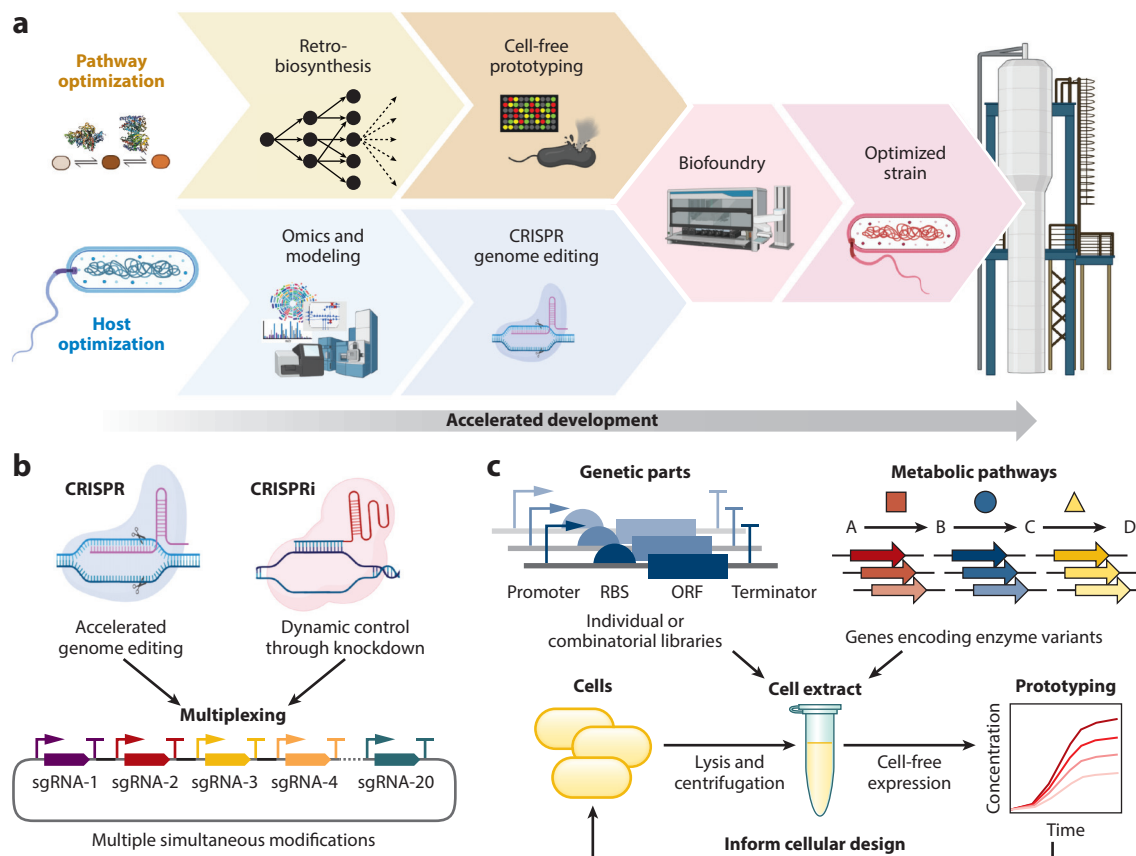 a
Pathway
optimization
Retro-
biosynthesis
Cell-free
prototyping
Biofoundry
Optimized
strain
Host
optimization
Omics and
modeling
CRISPR
genome editing
Accelerated development
b
CRISPR
CRISPRi
Accelerated
genome editing
Dynamic control
through knockdown
Multiplexing
sgRNA-1
sgRNA-2
sgRNA-3
sgRNA-4
sgRNA-20
Multiple simultaneous modifications
c
Genetic parts
Promoter
RBS
ORF
Terminator
Individual or
combinatorial libraries
Metabolic pathways
A
B
C
D
Genes encoding enzyme variants
Cells
Lysis and
centrifugation
Cell extract
Cell-free
expression
Prototyping
Concentration
Time
Inform cellular design